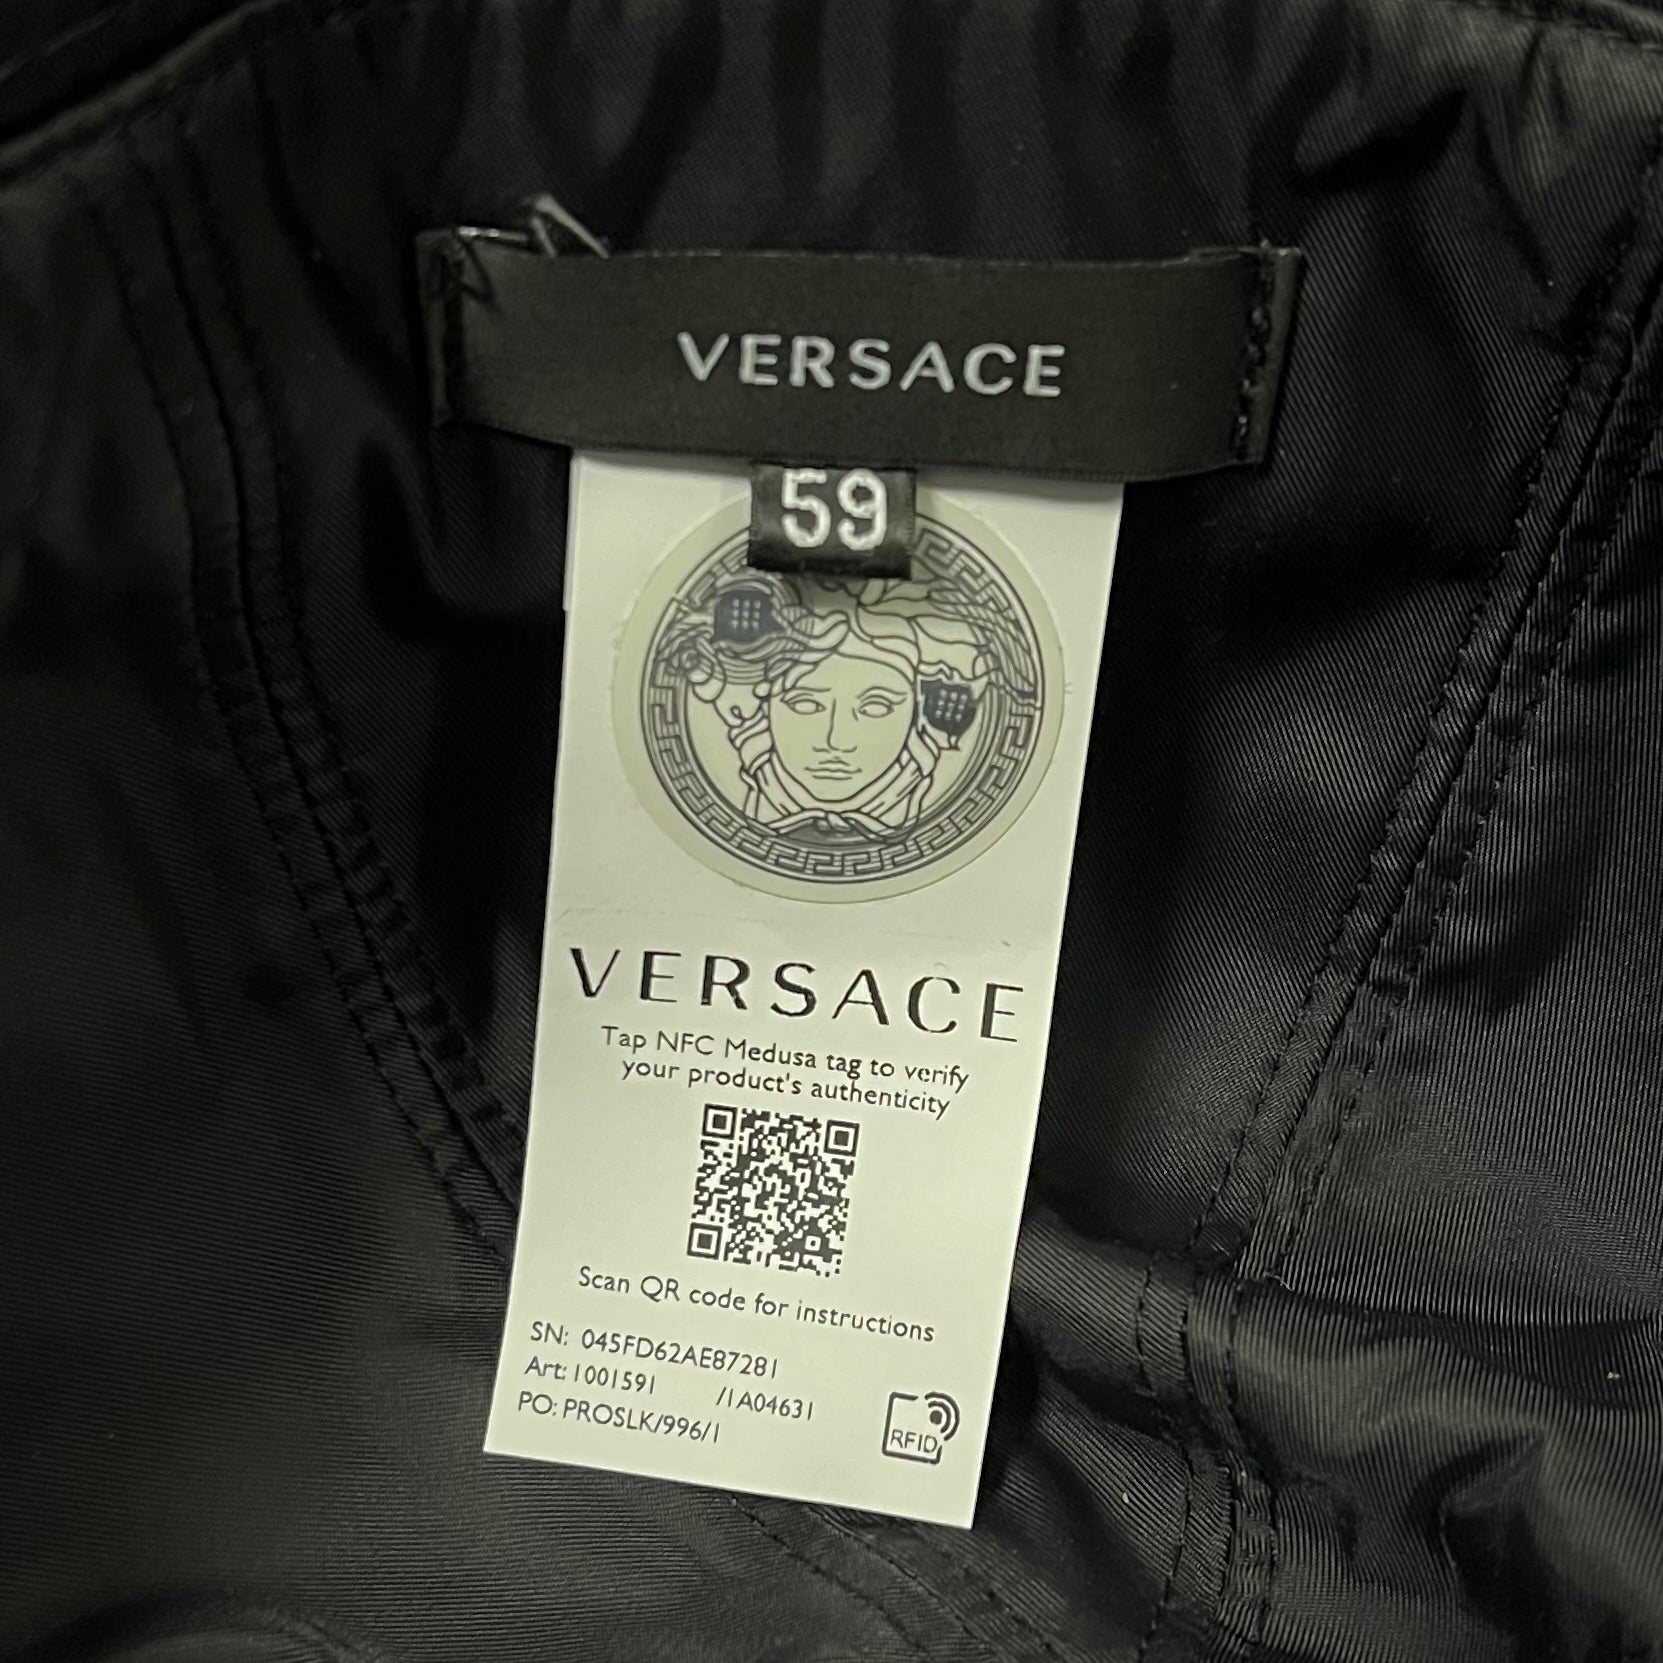 VERSACE
59
VERSACE
Tap NFC Medusa tag to verify
your product's authenticity
Scan QR code for instructions
SN: 045FD62AE87281
Art: 1001591 /1A04631
PO: PROSLK/996/1
RFID